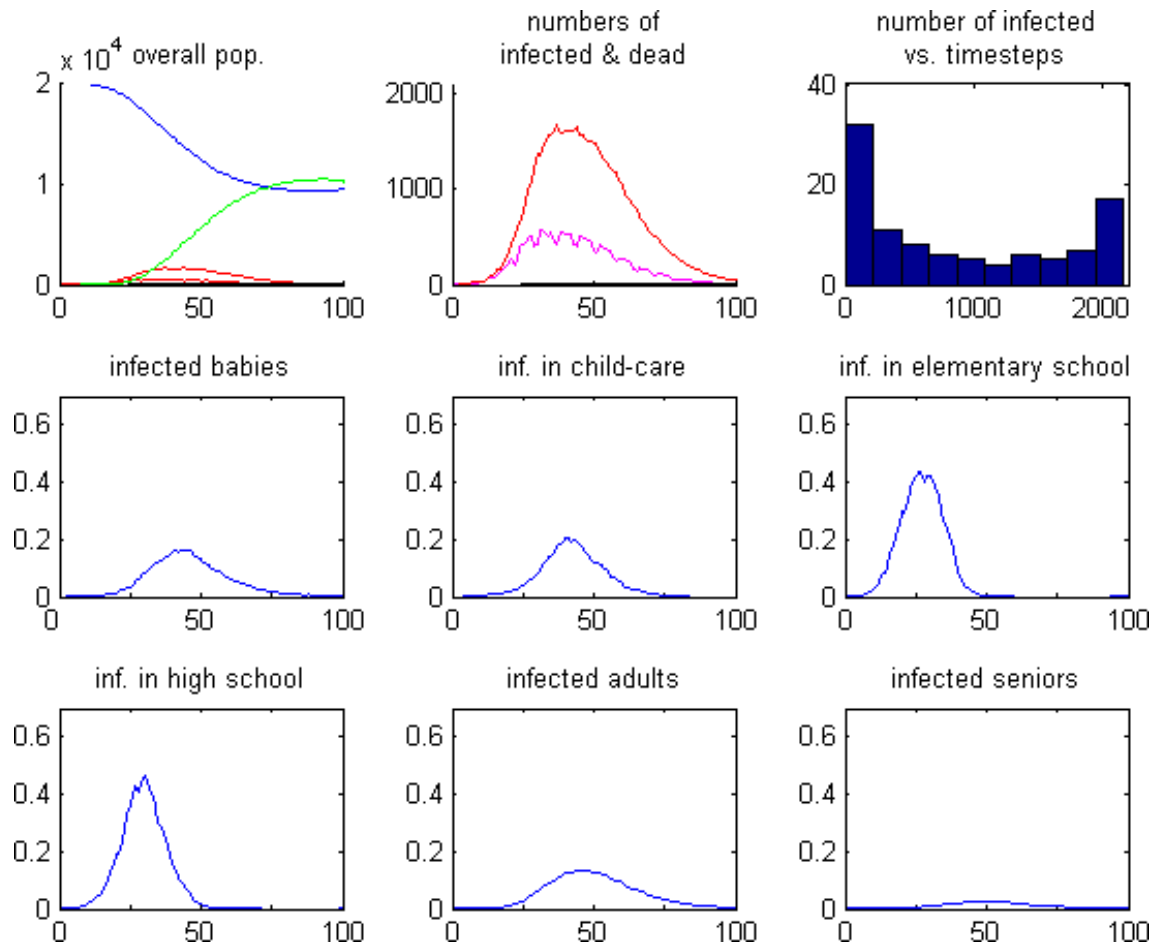 x 10^4 overall pop.
2
1
0
0 50 100
numbers of
infected & dead
2000
1000
0
0 50 100
number of infected
vs. timesteps
40
20
0
0 1000 2000
infected babies
0.6
0.4
0.2
0
0 50 100
inf. in child-care
0.6
0.4
0.2
0
0 50 100
inf. in elementary school
0.6
0.4
0.2
0
0 50 100
inf. in high school
0.6
0.4
0.2
0
0 50 100
infected adults
0.6
0.4
0.2
0
0 50 100
infected seniors
0.6
0.4
0.2
0
0 50 100